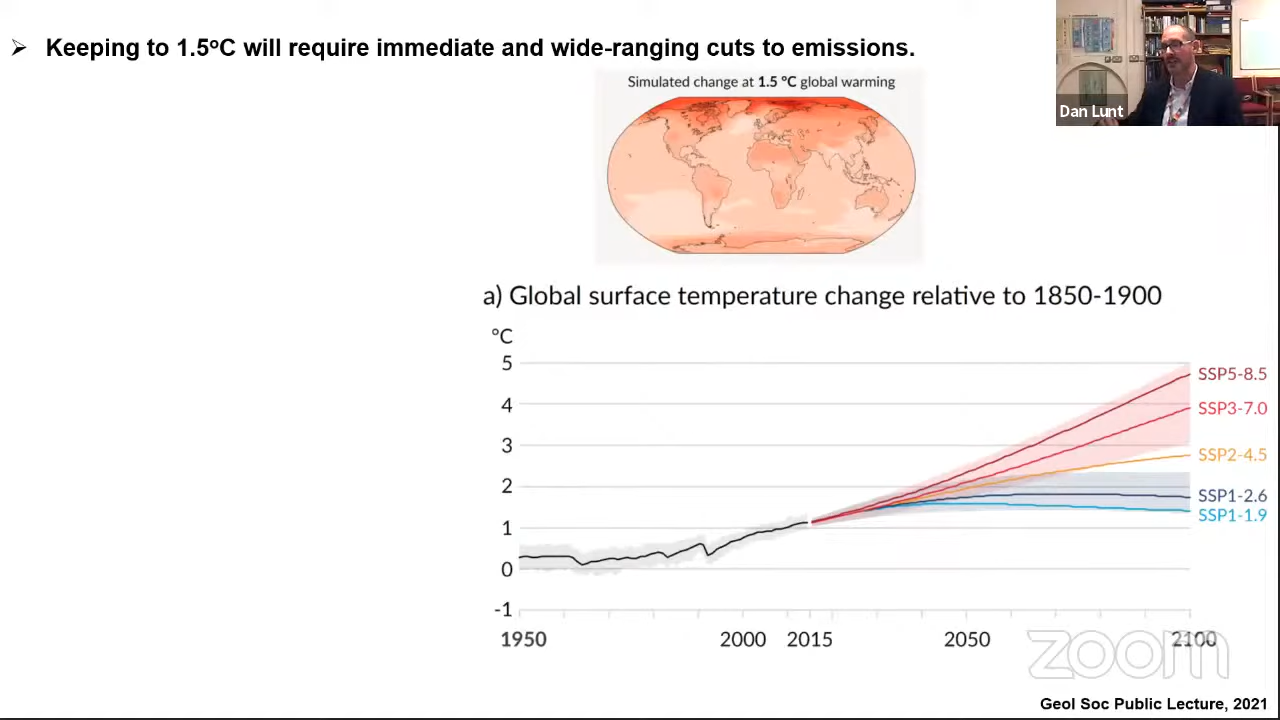 ➢ Keeping to 1.5ºC will require immediate and wide-ranging cuts to emissions.
Dan Lunt
Simulated change at 1.5 °C global warming
a) Global surface temperature change relative to 1850-1900
°C
5
4
3
2
1
0
-1
SSP5-8.5
SSP3-7.0
SSP2-4.5
SSP1-2.6
SSP1-1.9
1950 2000 2015 2050 2100
zoom
Geol Soc Public Lecture, 2021